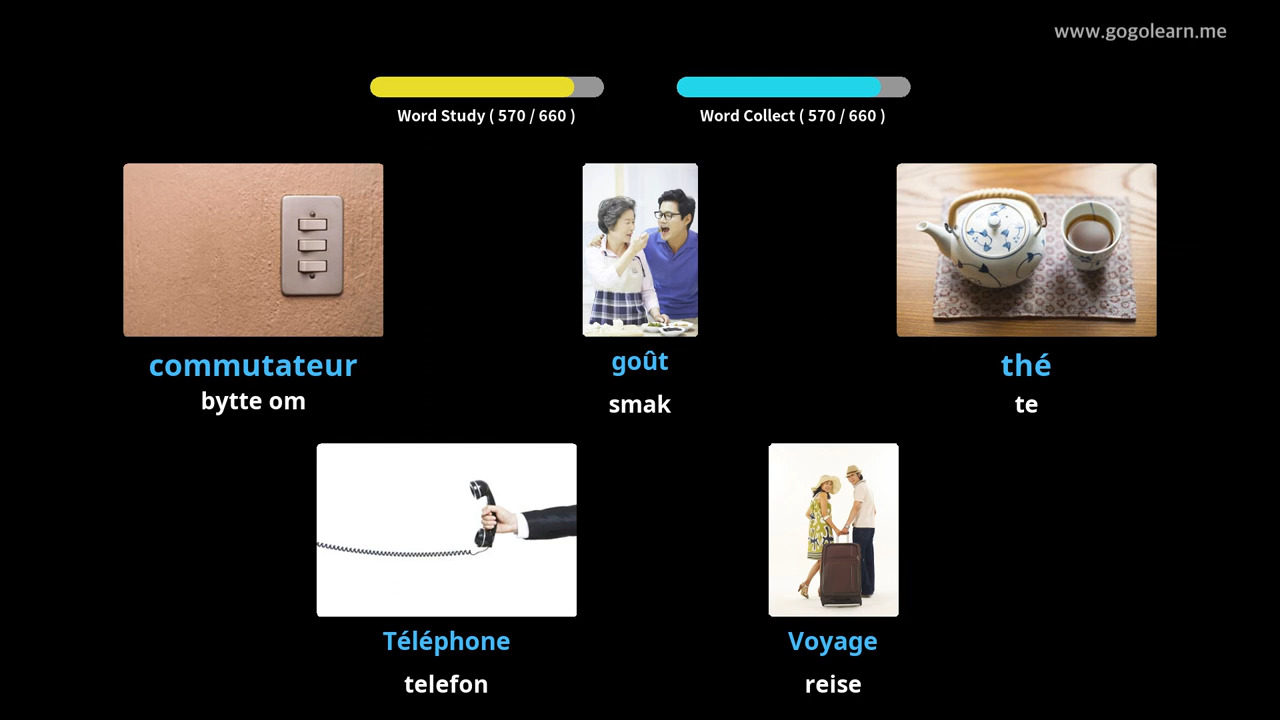 www.gogolearn.me
Word Study ( 570 / 660 )
Word Collect ( 570 / 660 )
commutateur
bytte om
goût
smak
thé
te
Téléphone
telefon
Voyage
reise